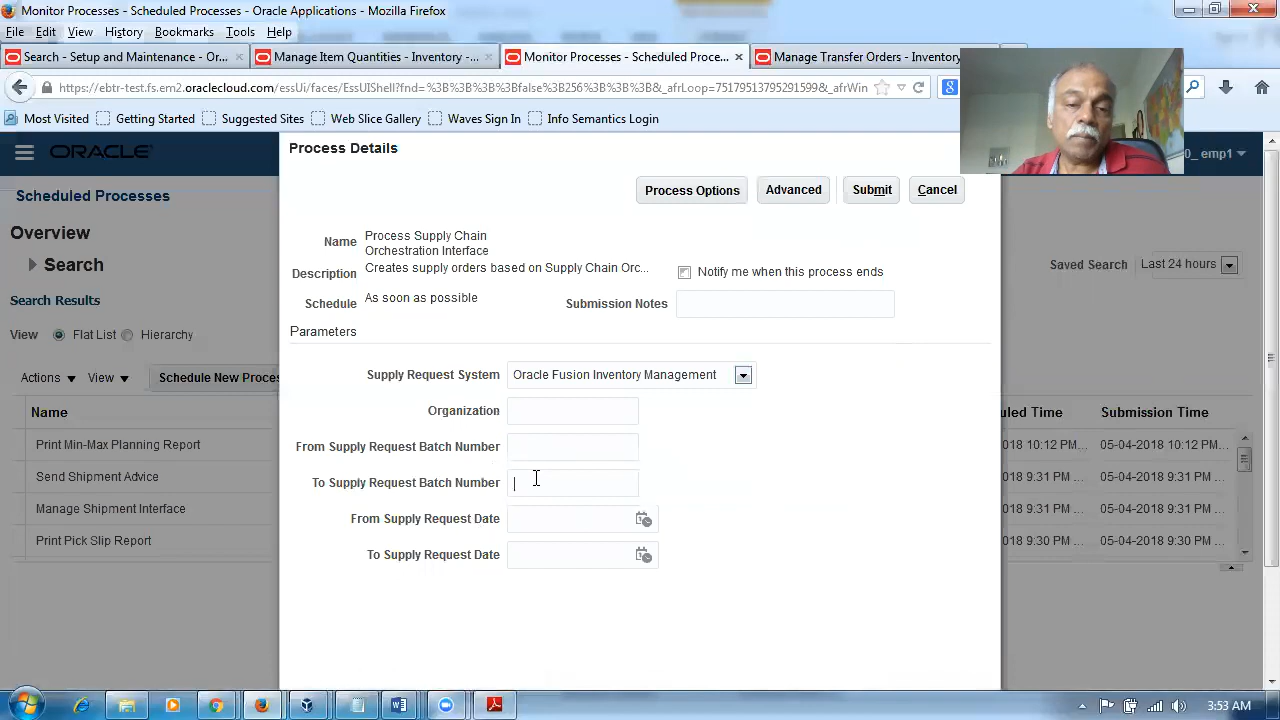 Monitor Processes - Scheduled Processes - Oracle Applications - Mozilla Firefox
File Edit View History Bookmarks Tools Help
Search - Setup and Maintenance - Or...
Manage Item Quantities - Inventory - ...
Monitor Processes - Scheduled Proce...
Manage Transfer Orders - Inventory
https://ebtr-test.fs.em2.oraclecloud.com/essUi/faces/EssUIShell?fnd=%3B%3B%3B%3Bfalse%3B256%3B%3B%3B&_afrLoop=75179513795291599&_afrWin
Most Visited Getting Started Suggested Sites Web Slice Gallery Waves Sign In Info Semantics Login
ORACLE
0_emp1
Process Details
Process Options Advanced Submit Cancel
Scheduled Processes
Overview
Search
Saved Search Last 24 hours
Search Results
View Flat List Hierarchy
Actions View Schedule New Proces
Name
Print Min-Max Planning Report
Send Shipment Advice
Manage Shipment Interface
Print Pick Slip Report
Name Process Supply Chain
Orchestration Interface
Description Creates supply orders based on Supply Chain Orc...
Notify me when this process ends
Schedule As soon as possible
Submission Notes
Parameters
Supply Request System Oracle Fusion Inventory Management
Organization
From Supply Request Batch Number
To Supply Request Batch Number
From Supply Request Date
To Supply Request Date
uled Time Submission Time
2018 10:12 PM... 05-04-2018 10:12 PM...
2018 9:31 PM ... 05-04-2018 9:31 PM ...
2018 9:31 PM ... 05-04-2018 9:31 PM ...
2018 9:30 PM ... 05-04-2018 9:30 PM ...
3:53 AM